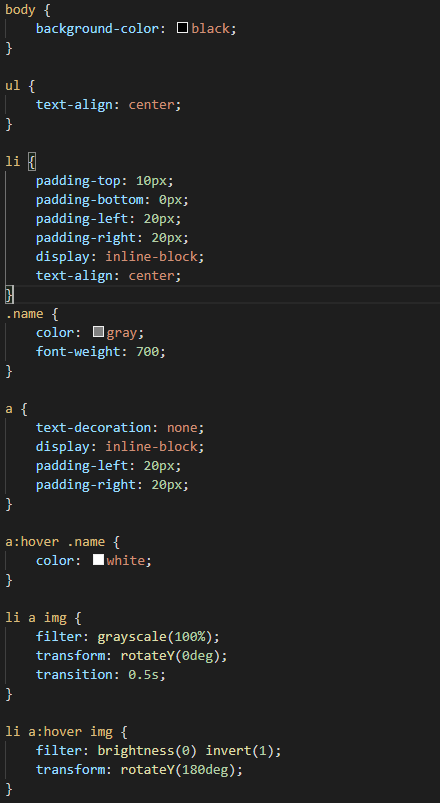 body {
    background-color: black;
}

ul {
    text-align: center;
}

li {
    padding-top: 10px;
    padding-bottom: 0px;
    padding-left: 20px;
    padding-right: 20px;
    display: inline-block;
    text-align: center;
}
.name {
    color: gray;
    font-weight: 700;
}

a {
    text-decoration: none;
    display: inline-block;
    padding-left: 20px;
    padding-right: 20px;
}

a:hover .name {
    color: white;
}

li a img {
    filter: grayscale(100%);
    transform: rotateY(0deg);
    transition: 0.5s;
}

li a:hover img {
    filter: brightness(0) invert(1);
    transform: rotateY(180deg);
}